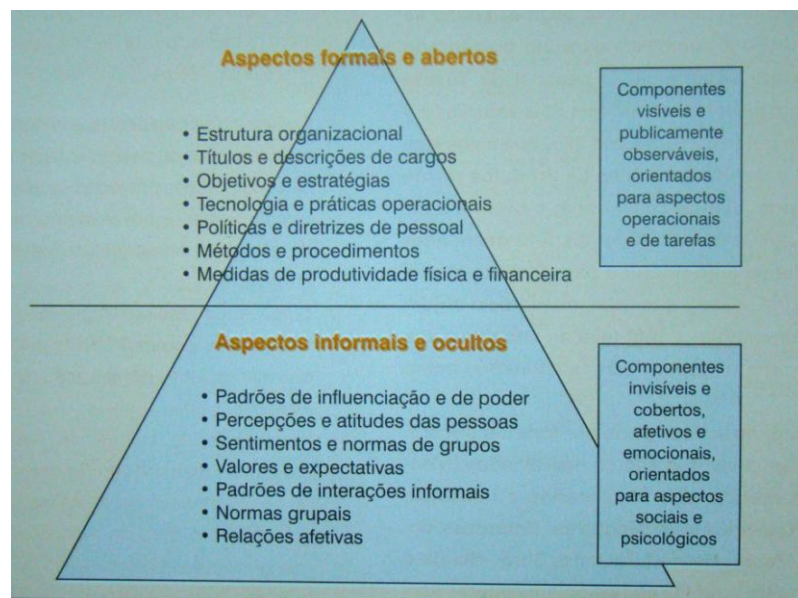 Aspectos formais e abertos
• Estrutura organizacional
• Títulos e descrições de cargos
• Objetivos e estratégias
• Tecnologia e práticas operacionais
• Políticas e diretrizes de pessoal
• Métodos e procedimentos
• Medidas de produtividade física e financeira
Componentes
visíveis e
publicamente
observáveis,
orientados
para aspectos
operacionais
e de tarefas
Aspectos informais e ocultos
• Padrões de influenciação e de poder
• Percepções e atitudes das pessoas
• Sentimentos e normas de grupos
• Valores e expectativas
• Padrões de interações informais
• Normas grupais
• Relações afetivas
Componentes
invisíveis e
cobertos,
afetivos e
emocionais,
orientados
para aspectos
sociais e
psicológicos